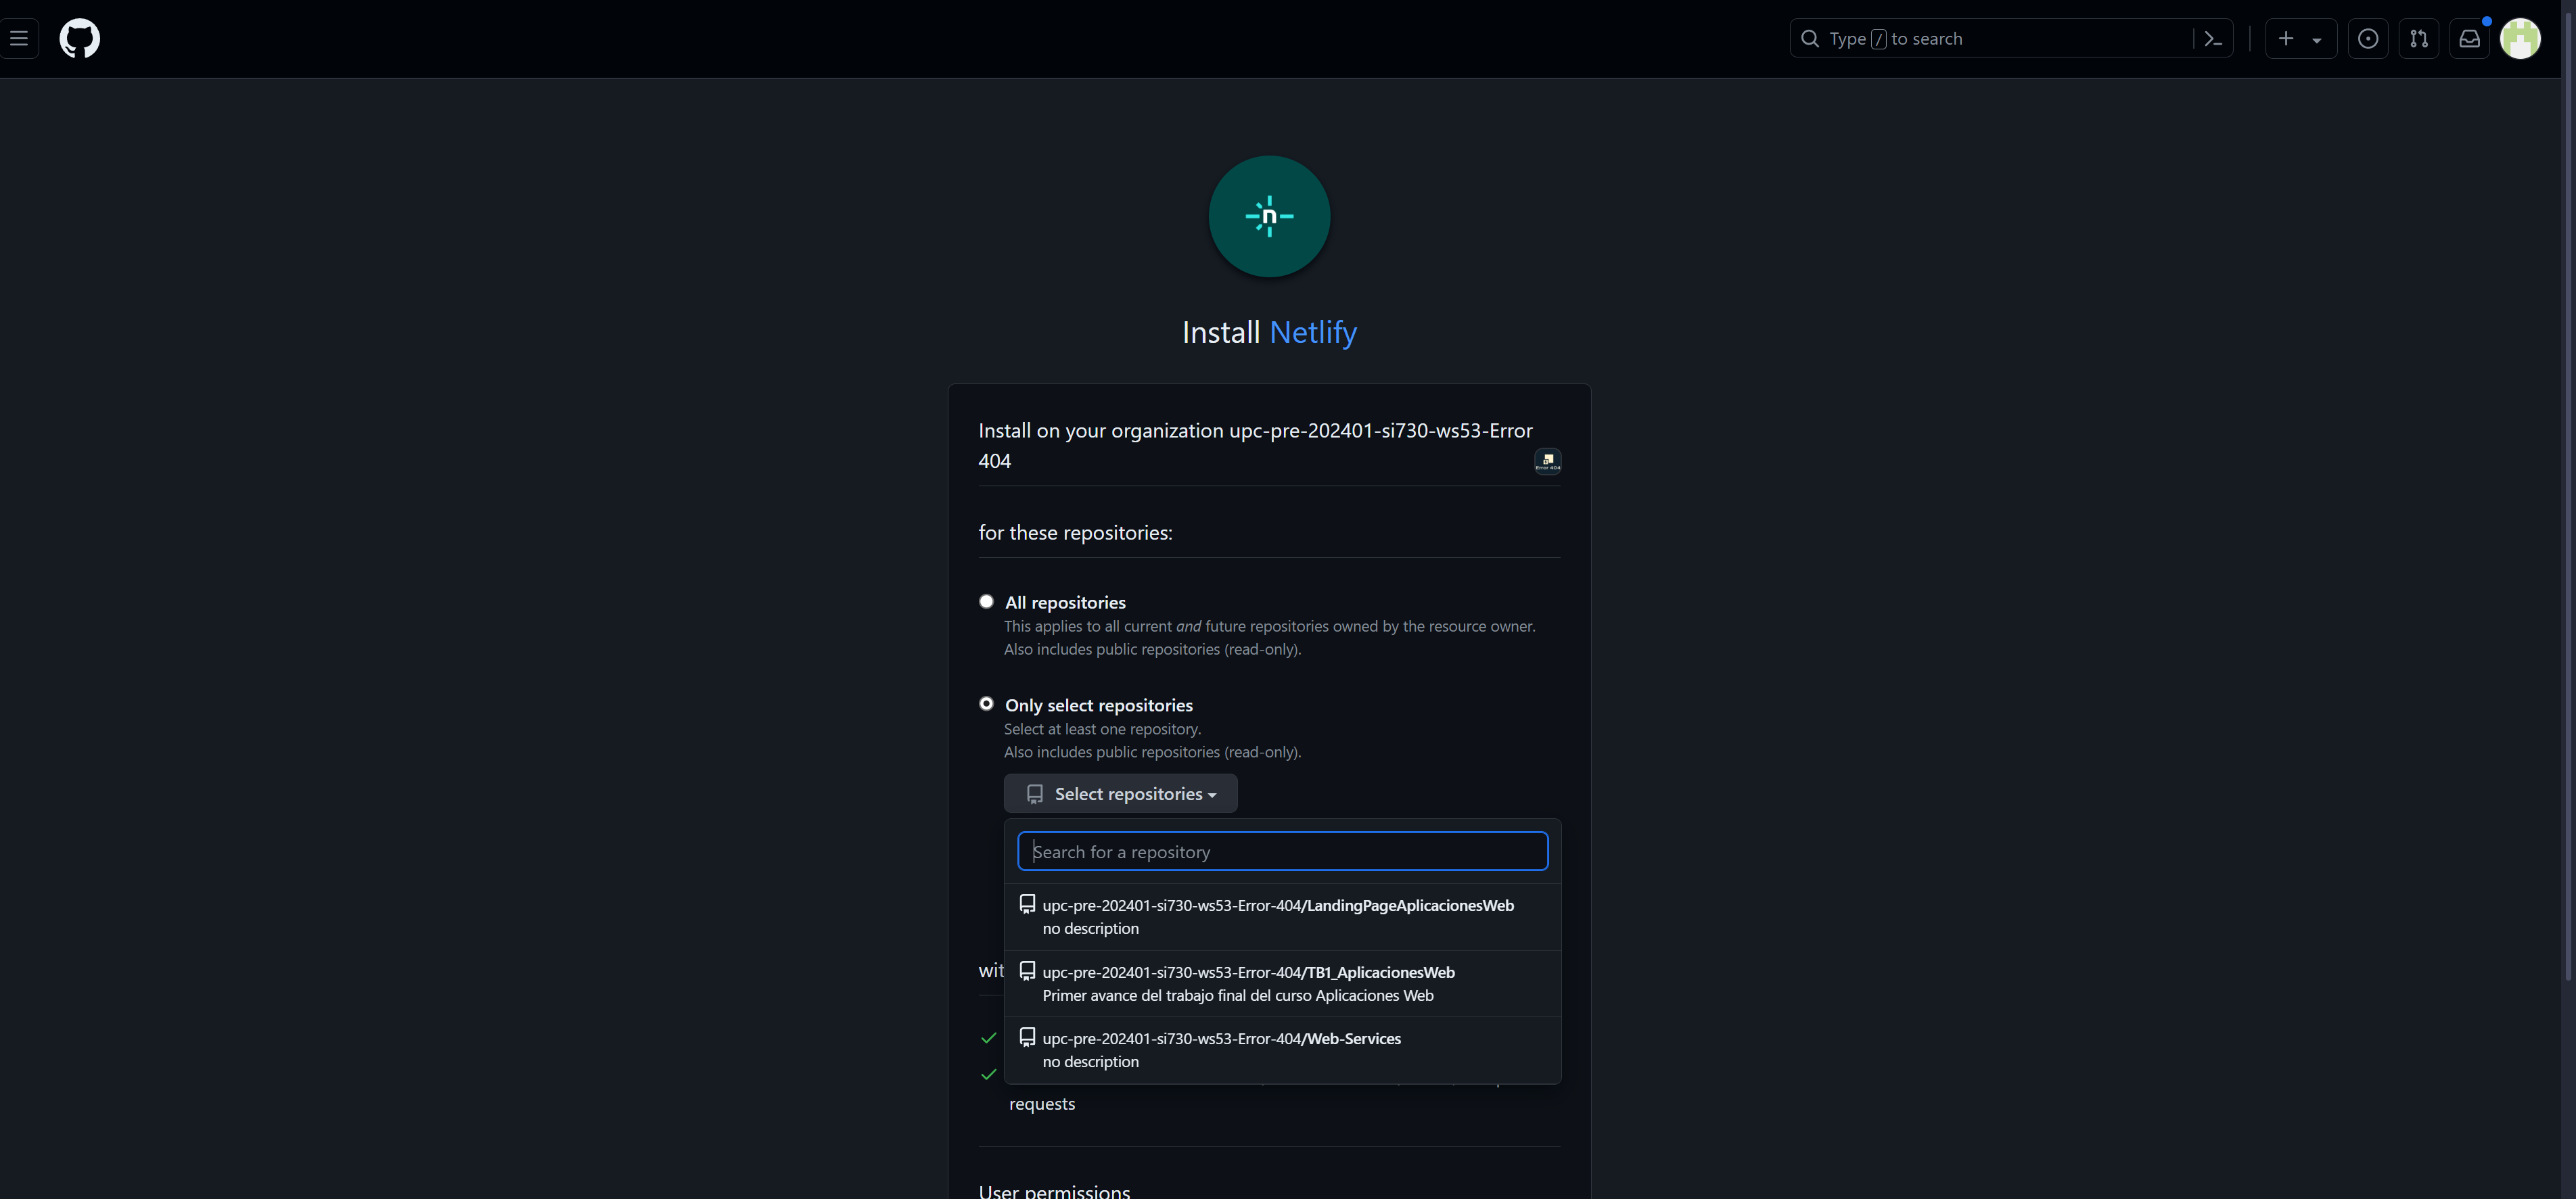 Type / to search
n
Install Netlify
Install on your organization upc-pre-202401-si730-ws53-Error
404
Error 404
for these repositories:
All repositories
This applies to all current and future repositories owned by the resource owner.
Also includes public repositories (read-only).
Only select repositories
Select at least one repository.
Also includes public repositories (read-only).
Select repositories
Search for a repository
upc-pre-202401-si730-ws53-Error-404/LandingPageAplicacionesWeb
no description
wit
upc-pre-202401-si730-ws53-Error-404/TB1_AplicacionesWeb
Primer avance del trabajo final del curso Aplicaciones Web
upc-pre-202401-si730-ws53-Error-404/Web-Services
no description
requests
User permissions